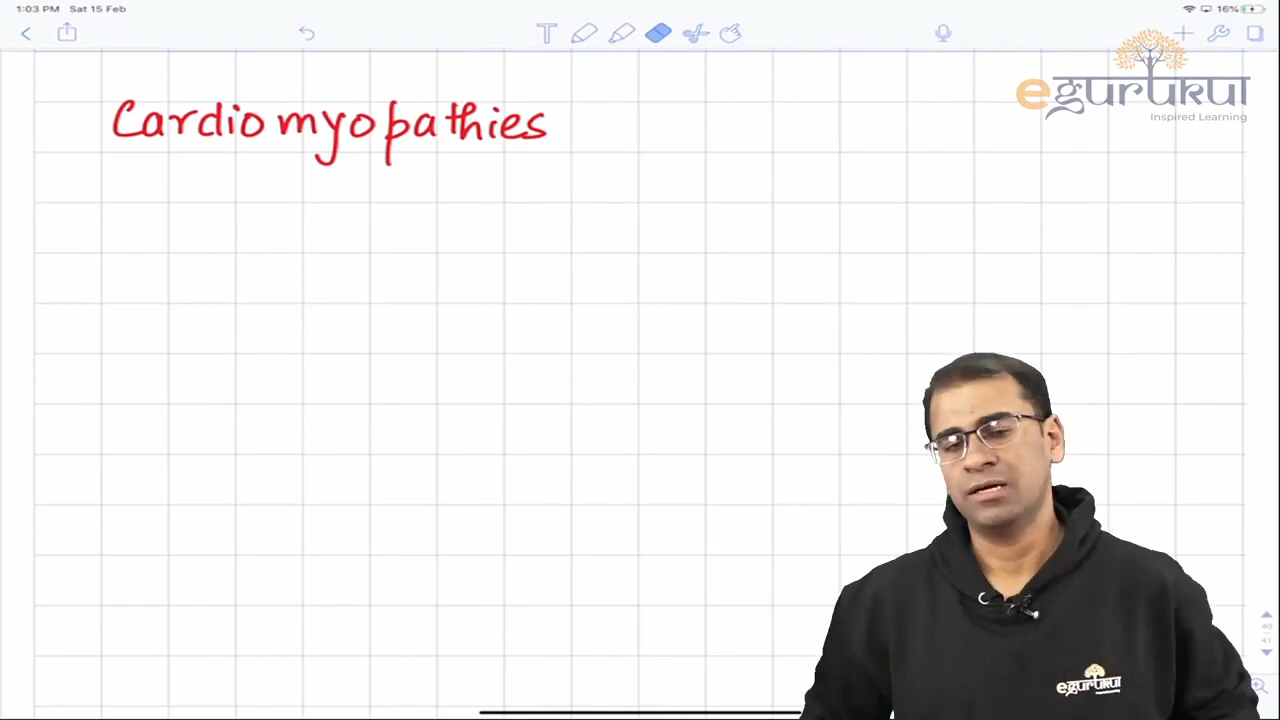 1:03 PM Sat 15 Feb
16%
egurukul
Inspired Learning
Cardiomyopathies
egurukul